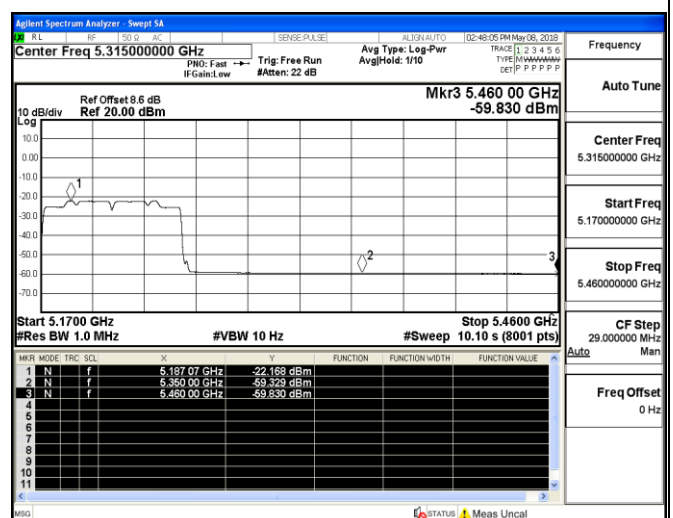 Agilent Spectrum Analyzer - Swept SA
LXI RL RF 50 Ω AC SENSE:PULSE ALIGN AUTO 02:48:05 PM May 08, 2018
Center Freq 5.315000000 GHz Avg Type: Log-Pwr TRACE 1 2 3 4 5 6
PNO: Fast Trig: Free Run Avg|Hold: 1/10 TYPE M WWWWW
IFGain:Low #Atten: 22 dB DET P P P P P P
Mkr3 5.460 00 GHz
Ref Offset 8.6 dB
10 dB/div Ref 20.00 dBm -59.830 dBm
Log
10.0
0.00
-10.0
1
-20.0
-30.0
-40.0
-50.0
2 3
-60.0
-70.0
Start 5.1700 GHz Stop 5.4600 GHz
#Res BW 1.0 MHz #VBW 10 Hz #Sweep 10.10 s (8001 pts)
MKR MODE TRC SCL X Y FUNCTION FUNCTION WIDTH FUNCTION VALUE
1 N f 5.187 07 GHz -22.168 dBm
2 N f 5.350 00 GHz -59.329 dBm
3 N f 5.460 00 GHz -59.830 dBm
4
5
6
7
8
9
10
11
MSG STATUS Meas Uncal
Frequency
Auto Tune
Center Freq
5.315000000 GHz
Start Freq
5.170000000 GHz
Stop Freq
5.460000000 GHz
CF Step
29.000000 MHz
Auto Man
Freq Offset
0 Hz